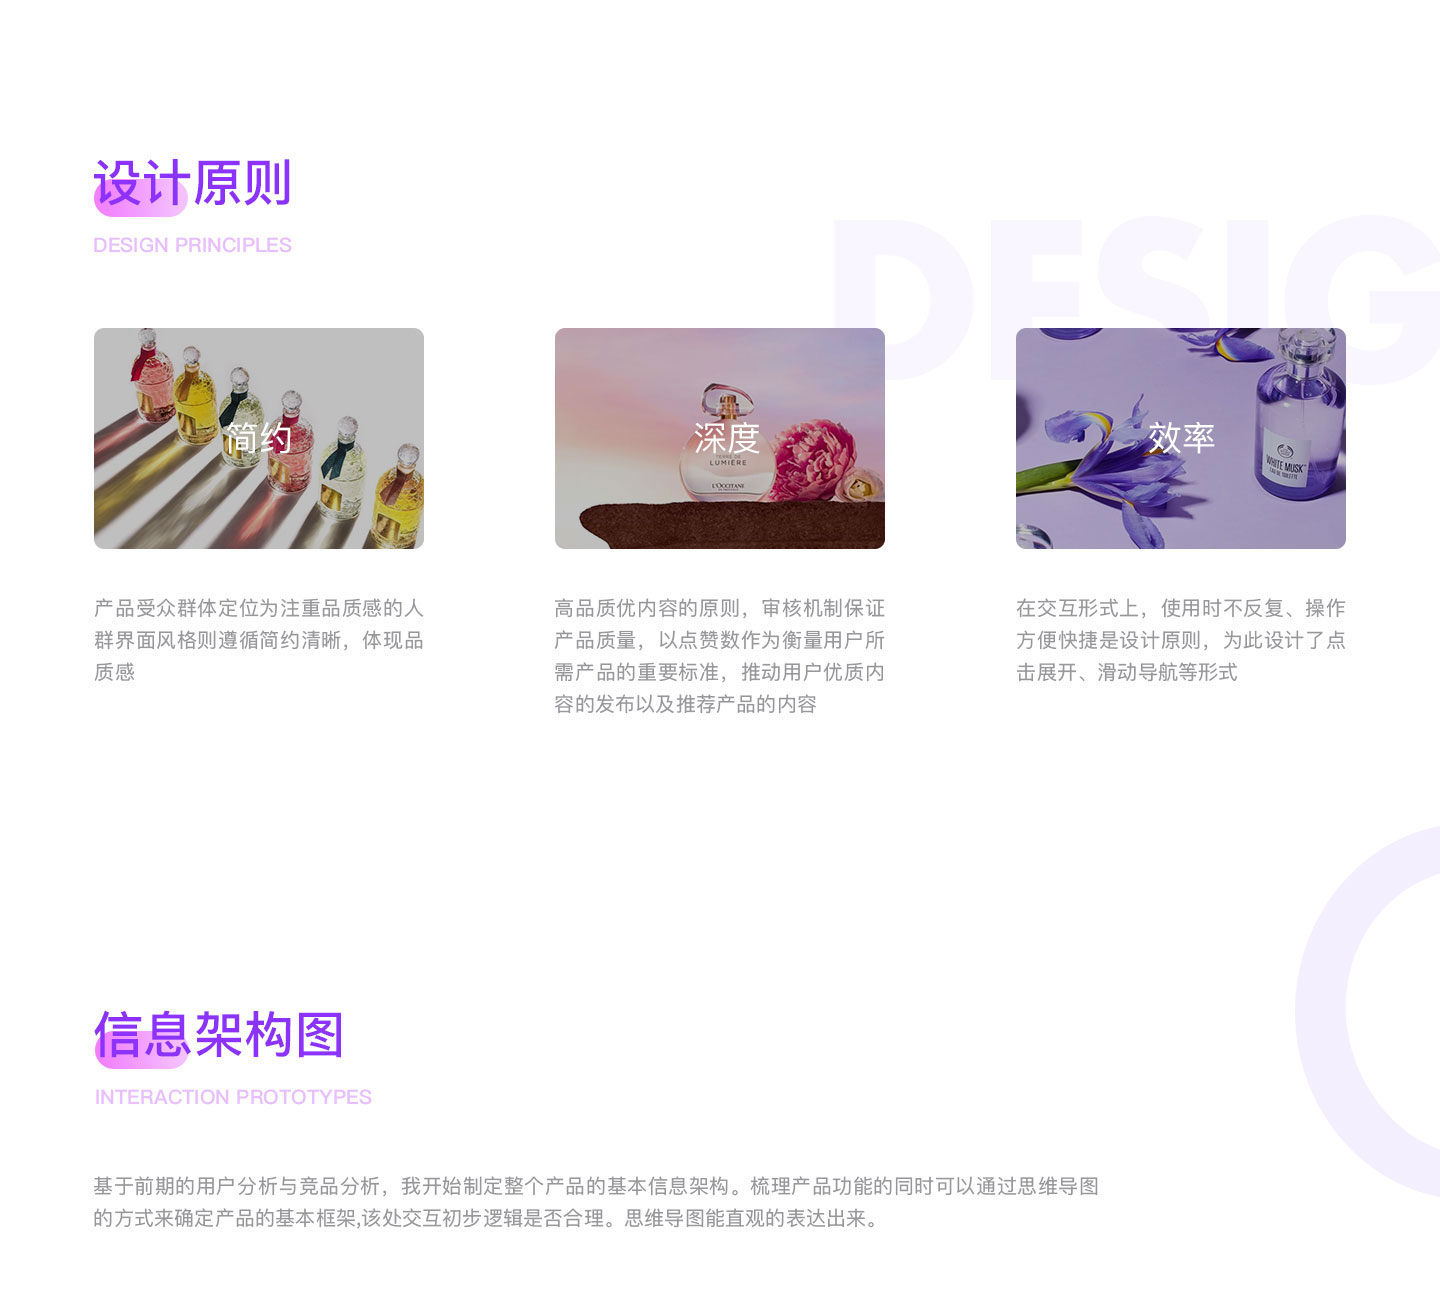 设计原则
DESIGN PRINCIPLES
DESIG
简约
深度
TERRE DE
LUMIÈRE
L'OCCITANE
EN PROVENCE
效率
WHITE MUSK
EAU DE TOILETTE
产品受众群体定位为注重品质感的人
群界面风格则遵循简约清晰，体现品
质感
高品质优内容的原则，审核机制保证
产品质量，以点赞数作为衡量用户所
需产品的重要标准，推动用户优质内
容的发布以及推荐产品的内容
在交互形式上，使用时不反复、操作
方便快捷是设计原则，为此设计了点
击展开、滑动导航等形式
信息架构图
INTERACTION PROTOTYPES
基于前期的用户分析与竞品分析，我开始制定整个产品的基本信息架构。梳理产品功能的同时可以通过思维导图
的方式来确定产品的基本框架,该处交互初步逻辑是否合理。思维导图能直观的表达出来。